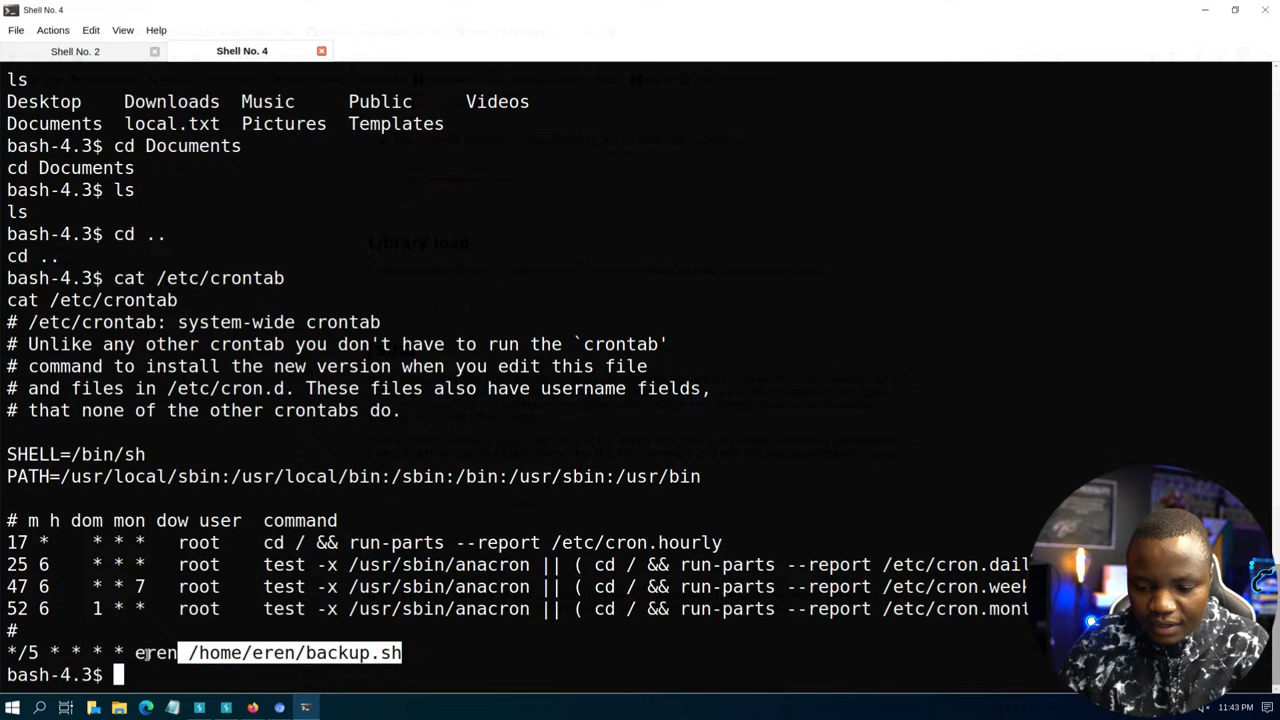 Shell No. 4
File Actions Edit View Help
Shell No. 2
Shell No. 4
ls
Desktop Downloads Music Public Videos
Documents local.txt Pictures Templates
bash-4.3$ cd Documents
cd Documents
bash-4.3$ ls
ls
bash-4.3$ cd ..
cd ..
bash-4.3$ cat /etc/crontab
cat /etc/crontab
# /etc/crontab: system-wide crontab
# Unlike any other crontab you don't have to run the `crontab'
# command to install the new version when you edit this file
# and files in /etc/cron.d. These files also have username fields,
# that none of the other crontabs do.
SHELL=/bin/sh
PATH=/usr/local/sbin:/usr/local/bin:/sbin:/bin:/usr/sbin:/usr/bin
# m h dom mon dow user command
17 * * * * root cd / && run-parts --report /etc/cron.hourly
25 6 * * * root test -x /usr/sbin/anacron || ( cd / && run-parts --report /etc/cron.dail
47 6 * * 7 root test -x /usr/sbin/anacron || ( cd / && run-parts --report /etc/cron.week
52 6 1 * * root test -x /usr/sbin/anacron || ( cd / && run-parts --report /etc/cron.mont
#
*/5 * * * * eren /home/eren/backup.sh
bash-4.3$
11:43 PM
Library load